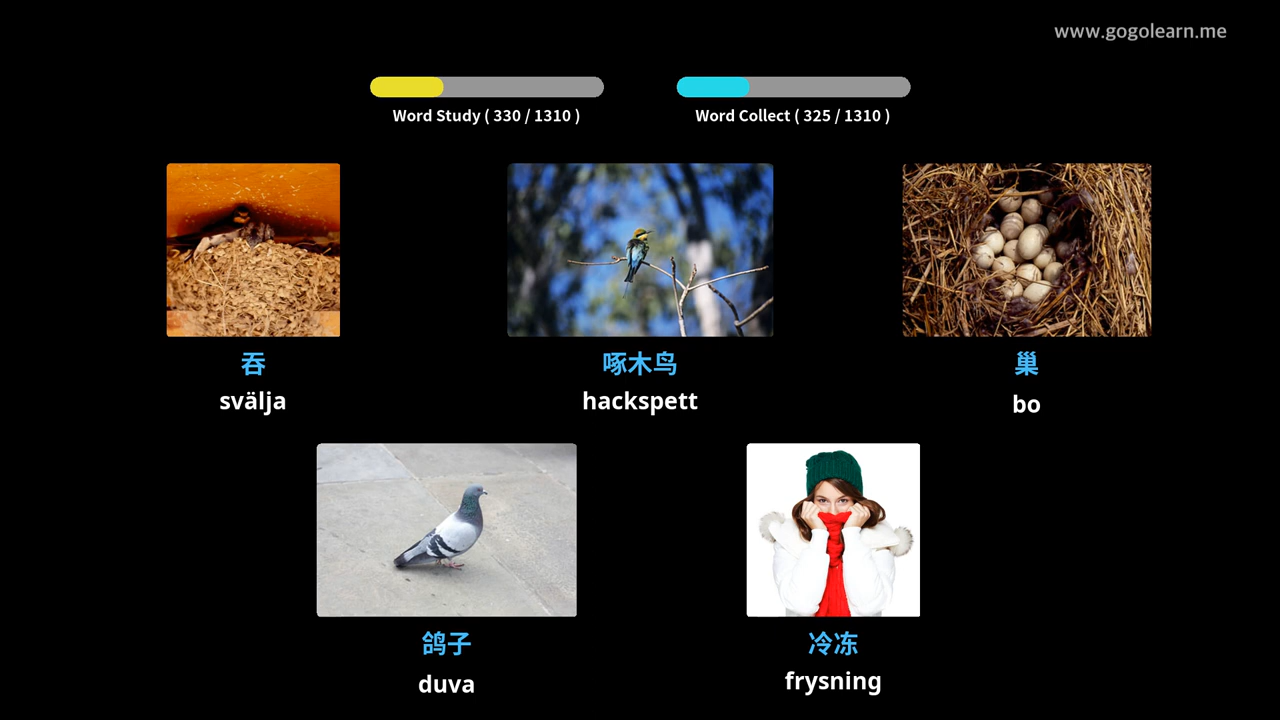 www.gogolearn.me
Word Study ( 330 / 1310 )
Word Collect ( 325 / 1310 )
吞
svälja
啄木鸟
hackspett
巢
bo
鸽子
duva
冷冻
frysning